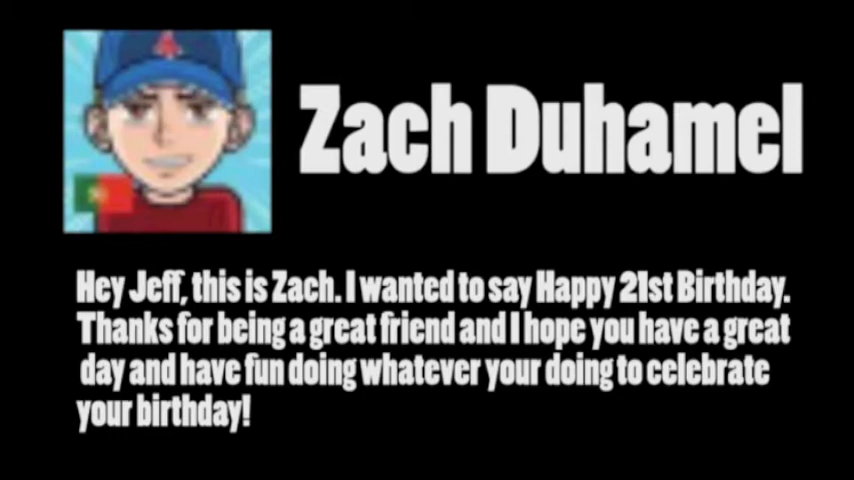 Zach Duhamel
Hey Jeff, this is Zach. I wanted to say Happy 21st Birthday.
Thanks for being a great friend and I hope you have a great
day and have fun doing whatever your doing to celebrate
your birthday!